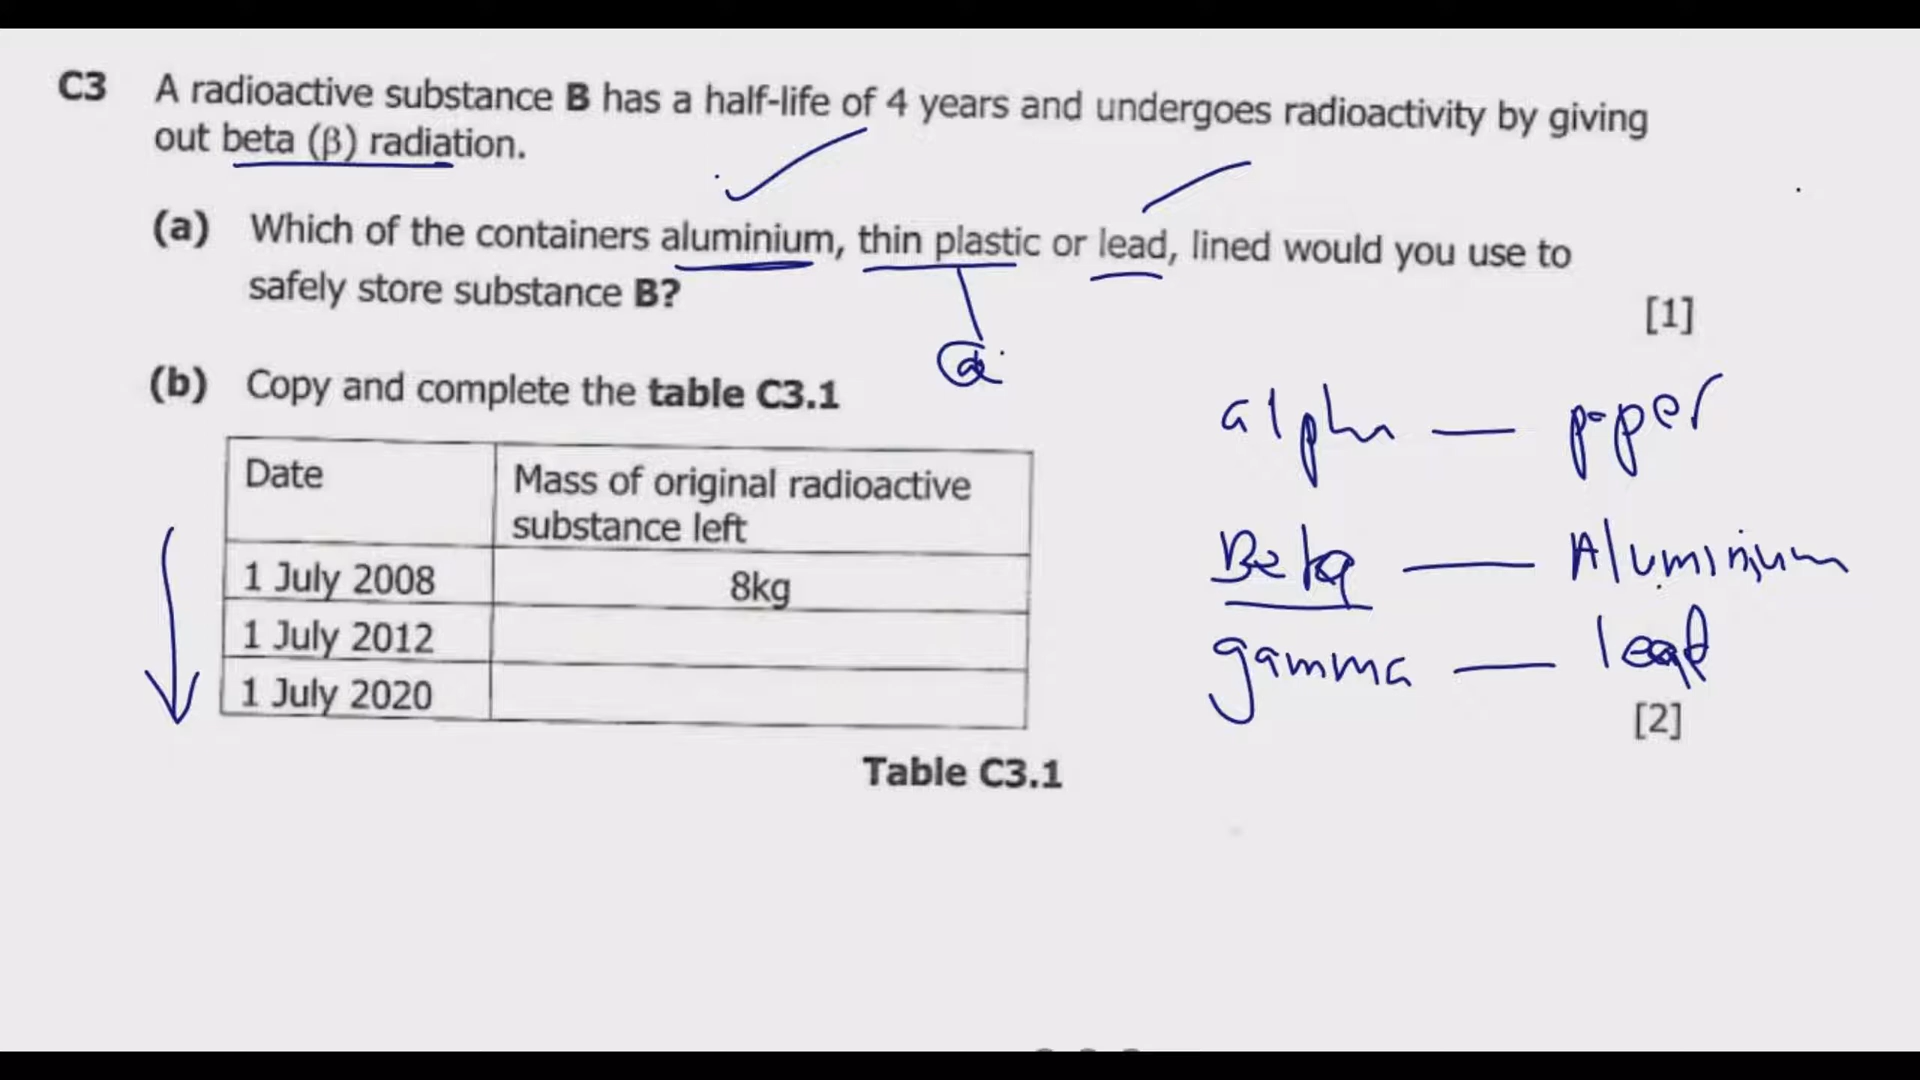 C3 A radioactive substance B has a half-life of 4 years and undergoes radioactivity by giving
out beta (β) radiation.
(a) Which of the containers aluminium, thin plastic or lead, lined would you use to
safely store substance B?
[1]
α
(b) Copy and complete the table C3.1
Date Mass of original radioactive
substance left
1 July 2008 8kg
1 July 2012
1 July 2020
[2]
Table C3.1
alpha — paper
Beta — Aluminium
gamma — lead